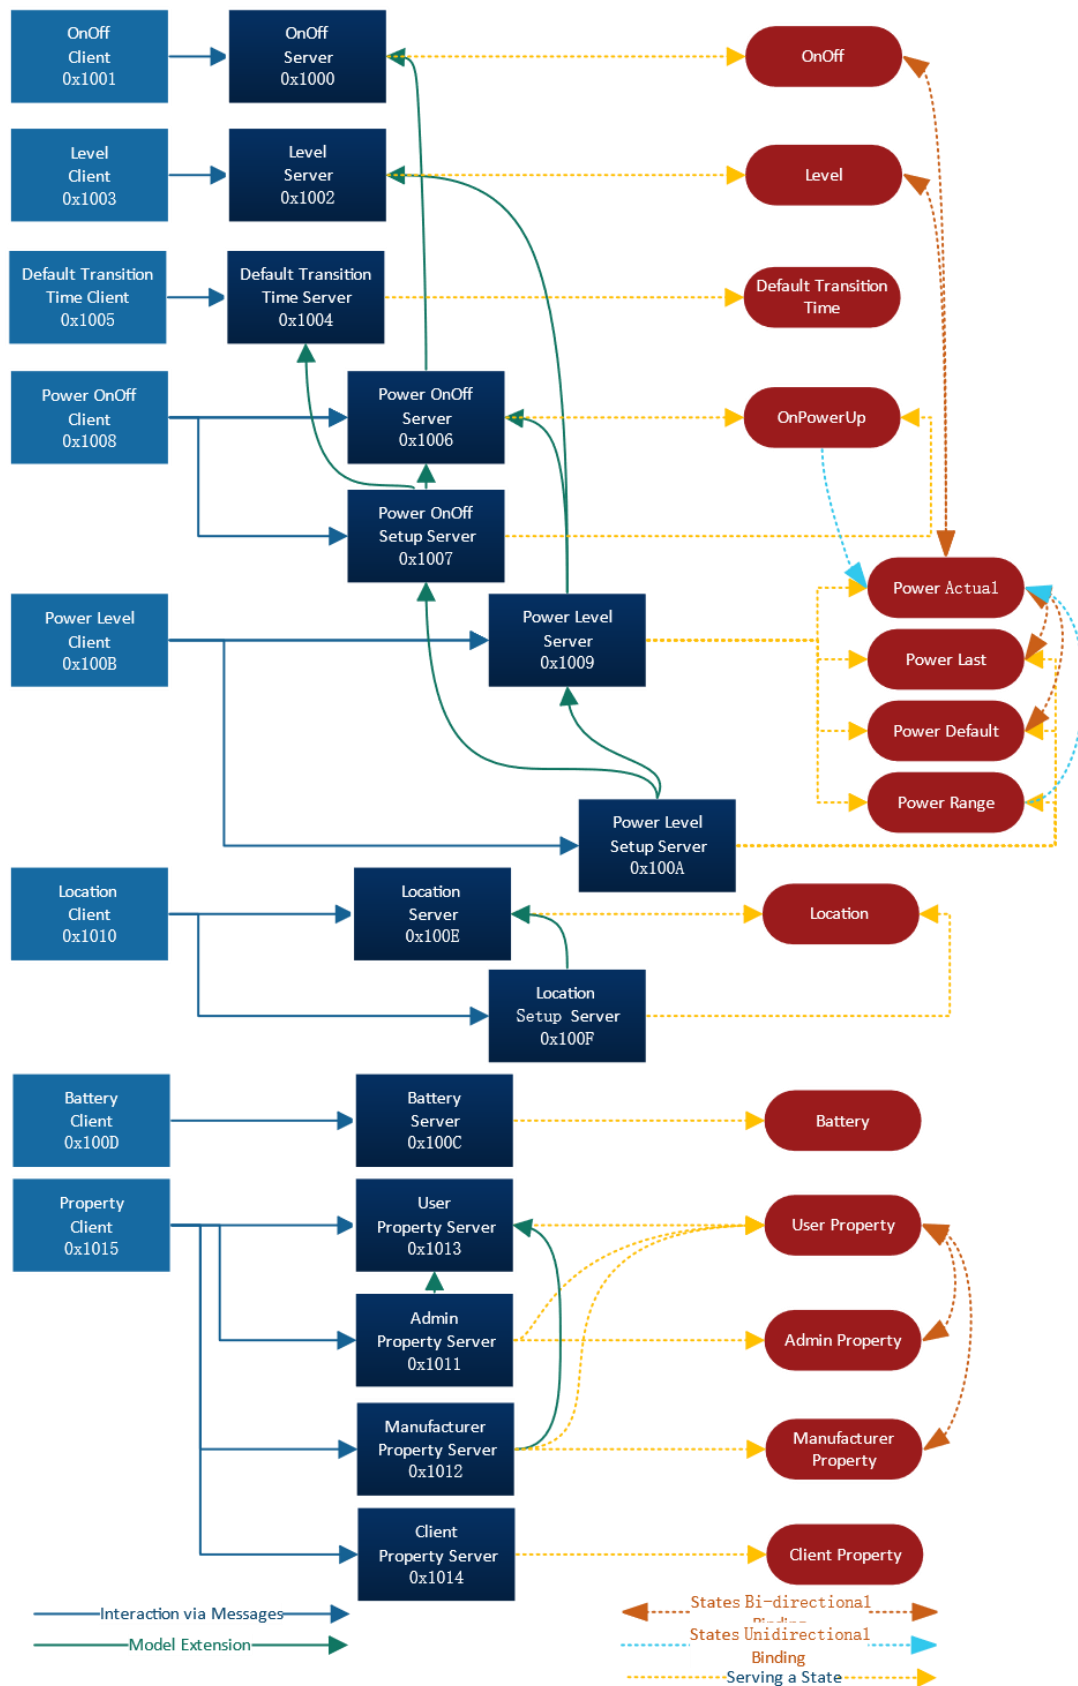 OnOff
Client
0x1001
OnOff
Server
0x1000
OnOff
Level
Client
0x1003
Level
Server
0x1002
Level
Default Transition
Time Client
0x1005
Default Transition
Time Server
0x1004
Default Transition
Time
Power OnOff
Client
0x1008
Power OnOff
Server
0x1006
OnPowerUp
Power OnOff
Setup Server
0x1007
Power Actual
Power Level
Client
0x100B
Power Level
Server
0x1009
Power Last
Power Default
Power Range
Power Level
Setup Server
0x100A
Location
Client
0x1010
Location
Server
0x100E
Location
Location
Setup Server
0x100F
Battery
Client
0x100D
Battery
Server
0x100C
Battery
Property
Client
0x1015
User
Property Server
0x1013
User Property
Admin
Property Server
0x1011
Admin Property
Manufacturer
Property Server
0x1012
Manufacturer
Property
Client
Property Server
0x1014
Client Property
Interaction via Messages
Model Extension
States Bi-directional
Binding
States Unidirectional
Binding
Serving a State